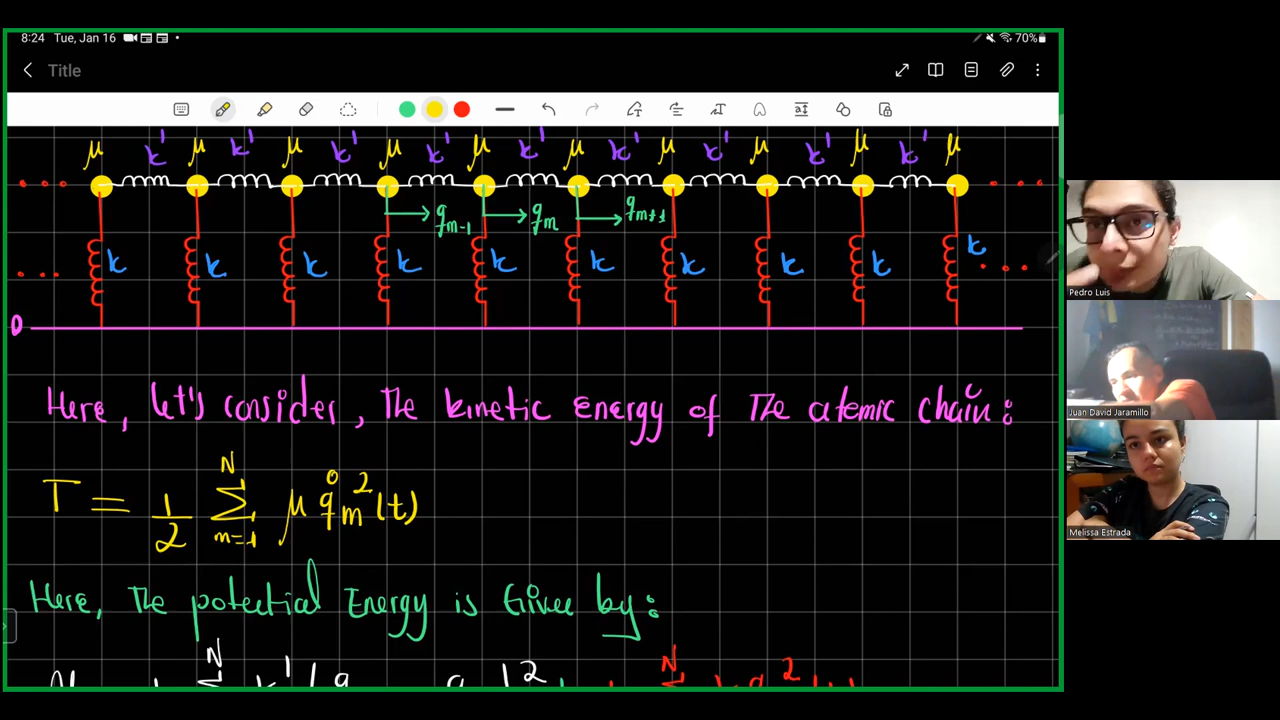 8:24 Tue, Jan 16
70%
Title
μ k' μ k' μ k' μ k' μ k' μ k' μ k' μ k' μ k' μ
... q_{m-1} q_m q_{m+1} ...
... k k k k k k k k k k ...
0
Here, let's consider, The kinetic energy of The atomic chain:
T = 1/2 Σ_{m=1}^{N} μ q̇_m^2(t)
Here, The potectical Energy is Given by:
Pedro Luis
Juan David Jaramillo
Melissa Estrada